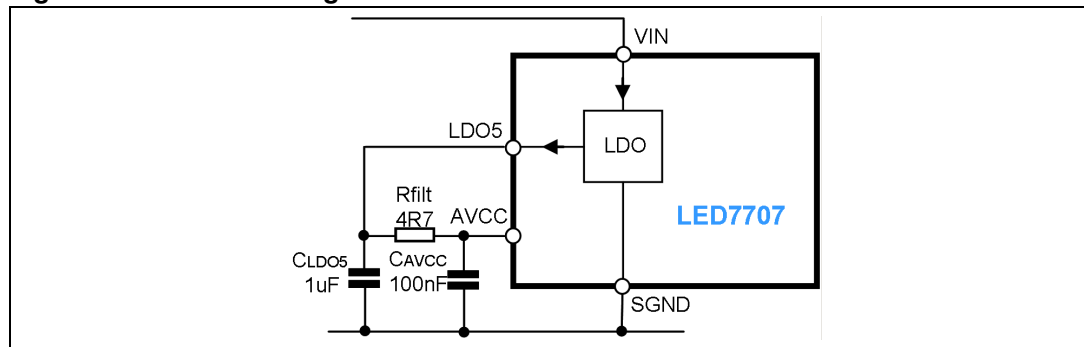 VIN
LDO5
LDO
Rfilt
4R7
AVCC
LED7707
CLDO5
1uF
CAVCC
100nF
SGND